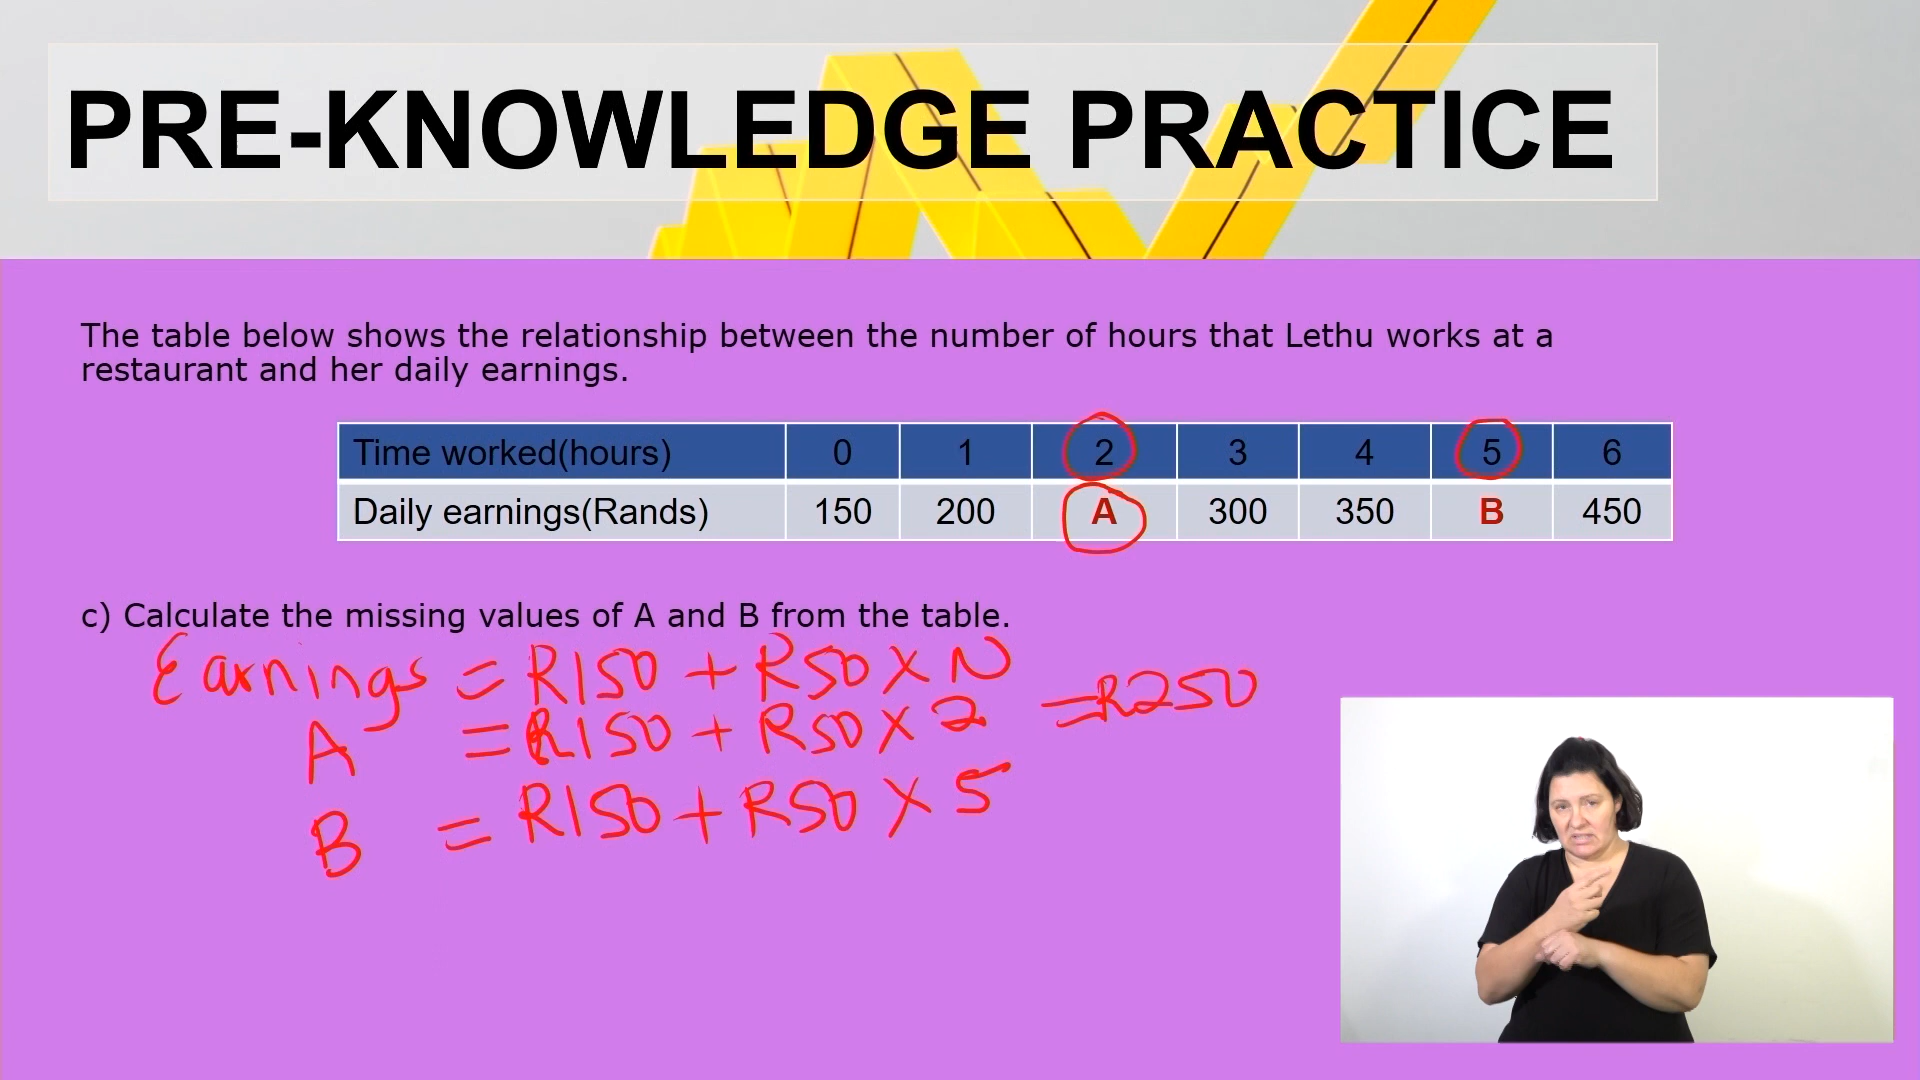 PRE-KNOWLEDGE PRACTICE
The table below shows the relationship between the number of hours that Lethu works at a
restaurant and her daily earnings.
Time worked(hours) 0 1 2 3 4 5 6
Daily earnings(Rands) 150 200 A 300 350 B 450
c) Calculate the missing values of A and B from the table.
Earnings = R150 + R50 × N
A = R150 + R50 × 2 = R250
B = R150 + R50 × 5